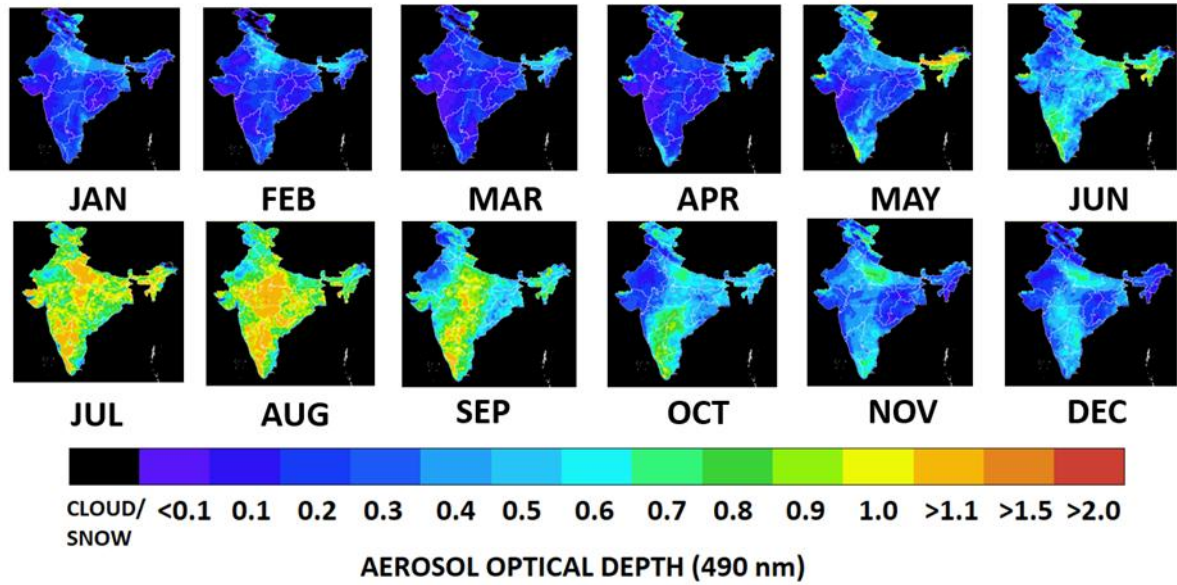 JAN FEB MAR APR MAY JUN
JUL AUG SEP OCT NOV DEC
CLOUD/ <0.1 0.1 0.2 0.3 0.4 0.5 0.6 0.7 0.8 0.9 1.0 >1.1 >1.5 >2.0
SNOW
AEROSOL OPTICAL DEPTH (490 nm)